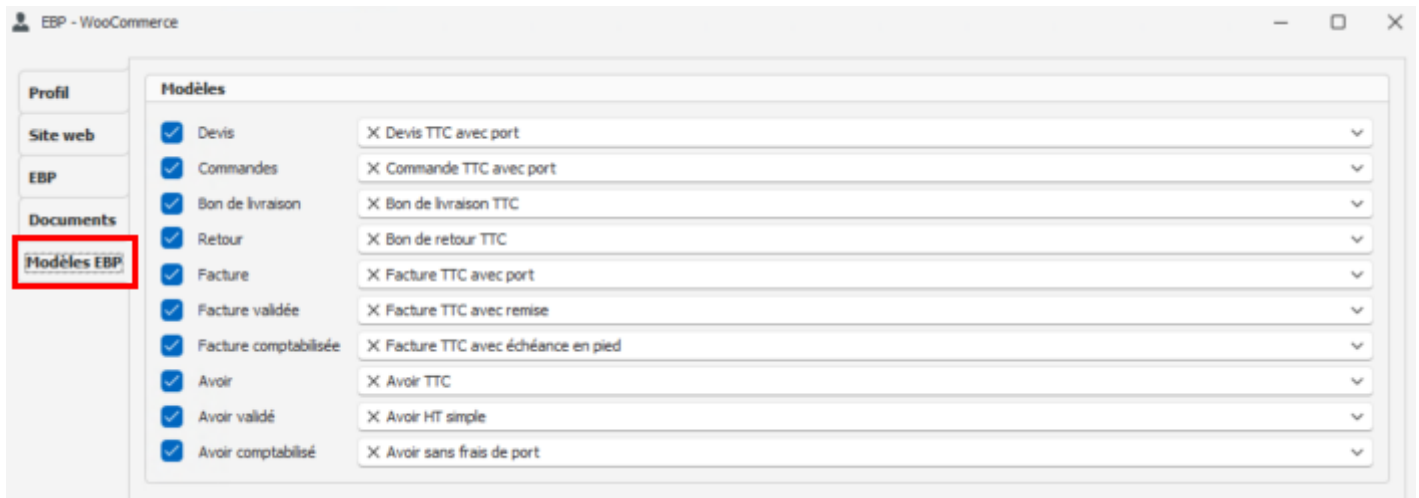 EBP - WooCommerce
Profil
Site web
EBP
Documents
Modèles EBP
Modèles
Devis Devis TTC avec port
Commandes Commande TTC avec port
Bon de livraison Bon de livraison TTC
Retour Bon de retour TTC
Facture Facture TTC avec port
Facture validée Facture TTC avec remise
Facture comptabilisée Facture TTC avec échéance en pied
Avoir Avoir TTC
Avoir validé Avoir HT simple
Avoir comptabilisé Avoir sans frais de port